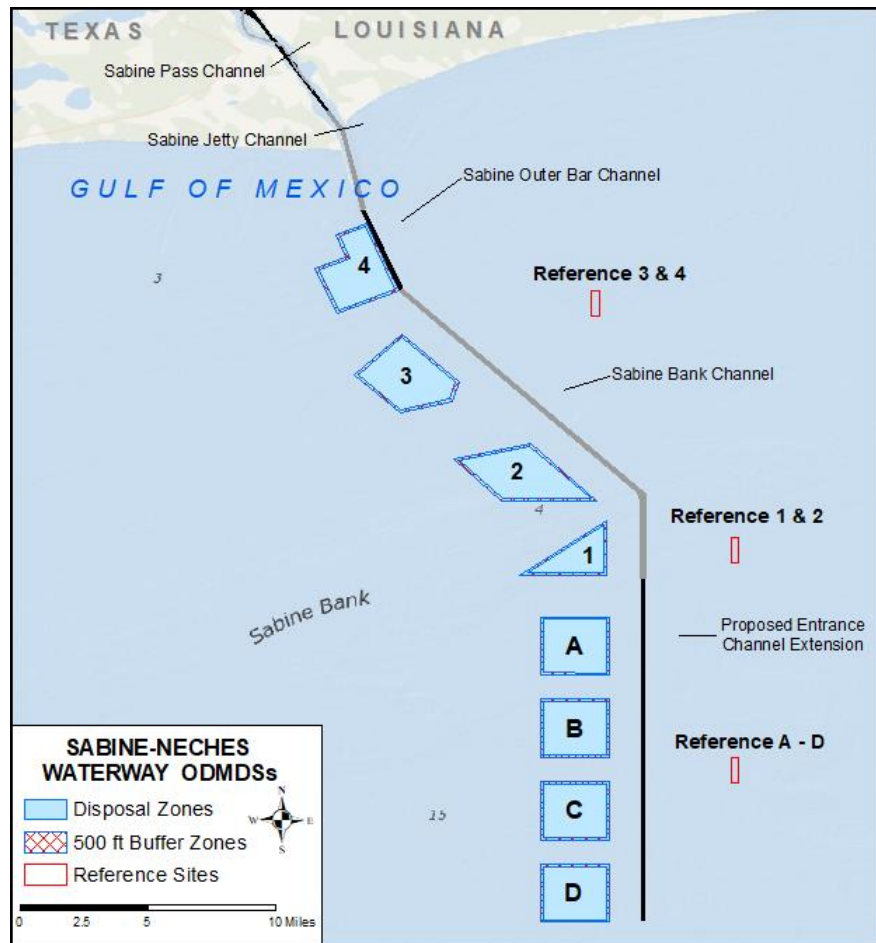 TEXAS
LOUISIANA
Sabine Pass Channel
Sabine Jetty Channel
GULF OF MEXICO
Sabine Outer Bar Channel
3
4
Reference 3 & 4
3
Sabine Bank Channel
2
4
Reference 1 & 2
1
Sabine Bank
A
Proposed Entrance
Channel Extension
B
Reference A - D
C
15
D
SABINE-NECHES
WATERWAY ODMDSs
Disposal Zones
500 ft Buffer Zones
Reference Sites
N
W
E
S
0 2.5 5 10 Miles